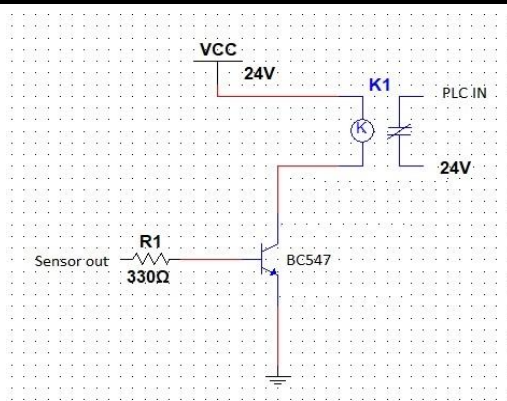 VCC
24V
K1
PLC IN
K
24V
R1
Sensor out
BC547
330Ω